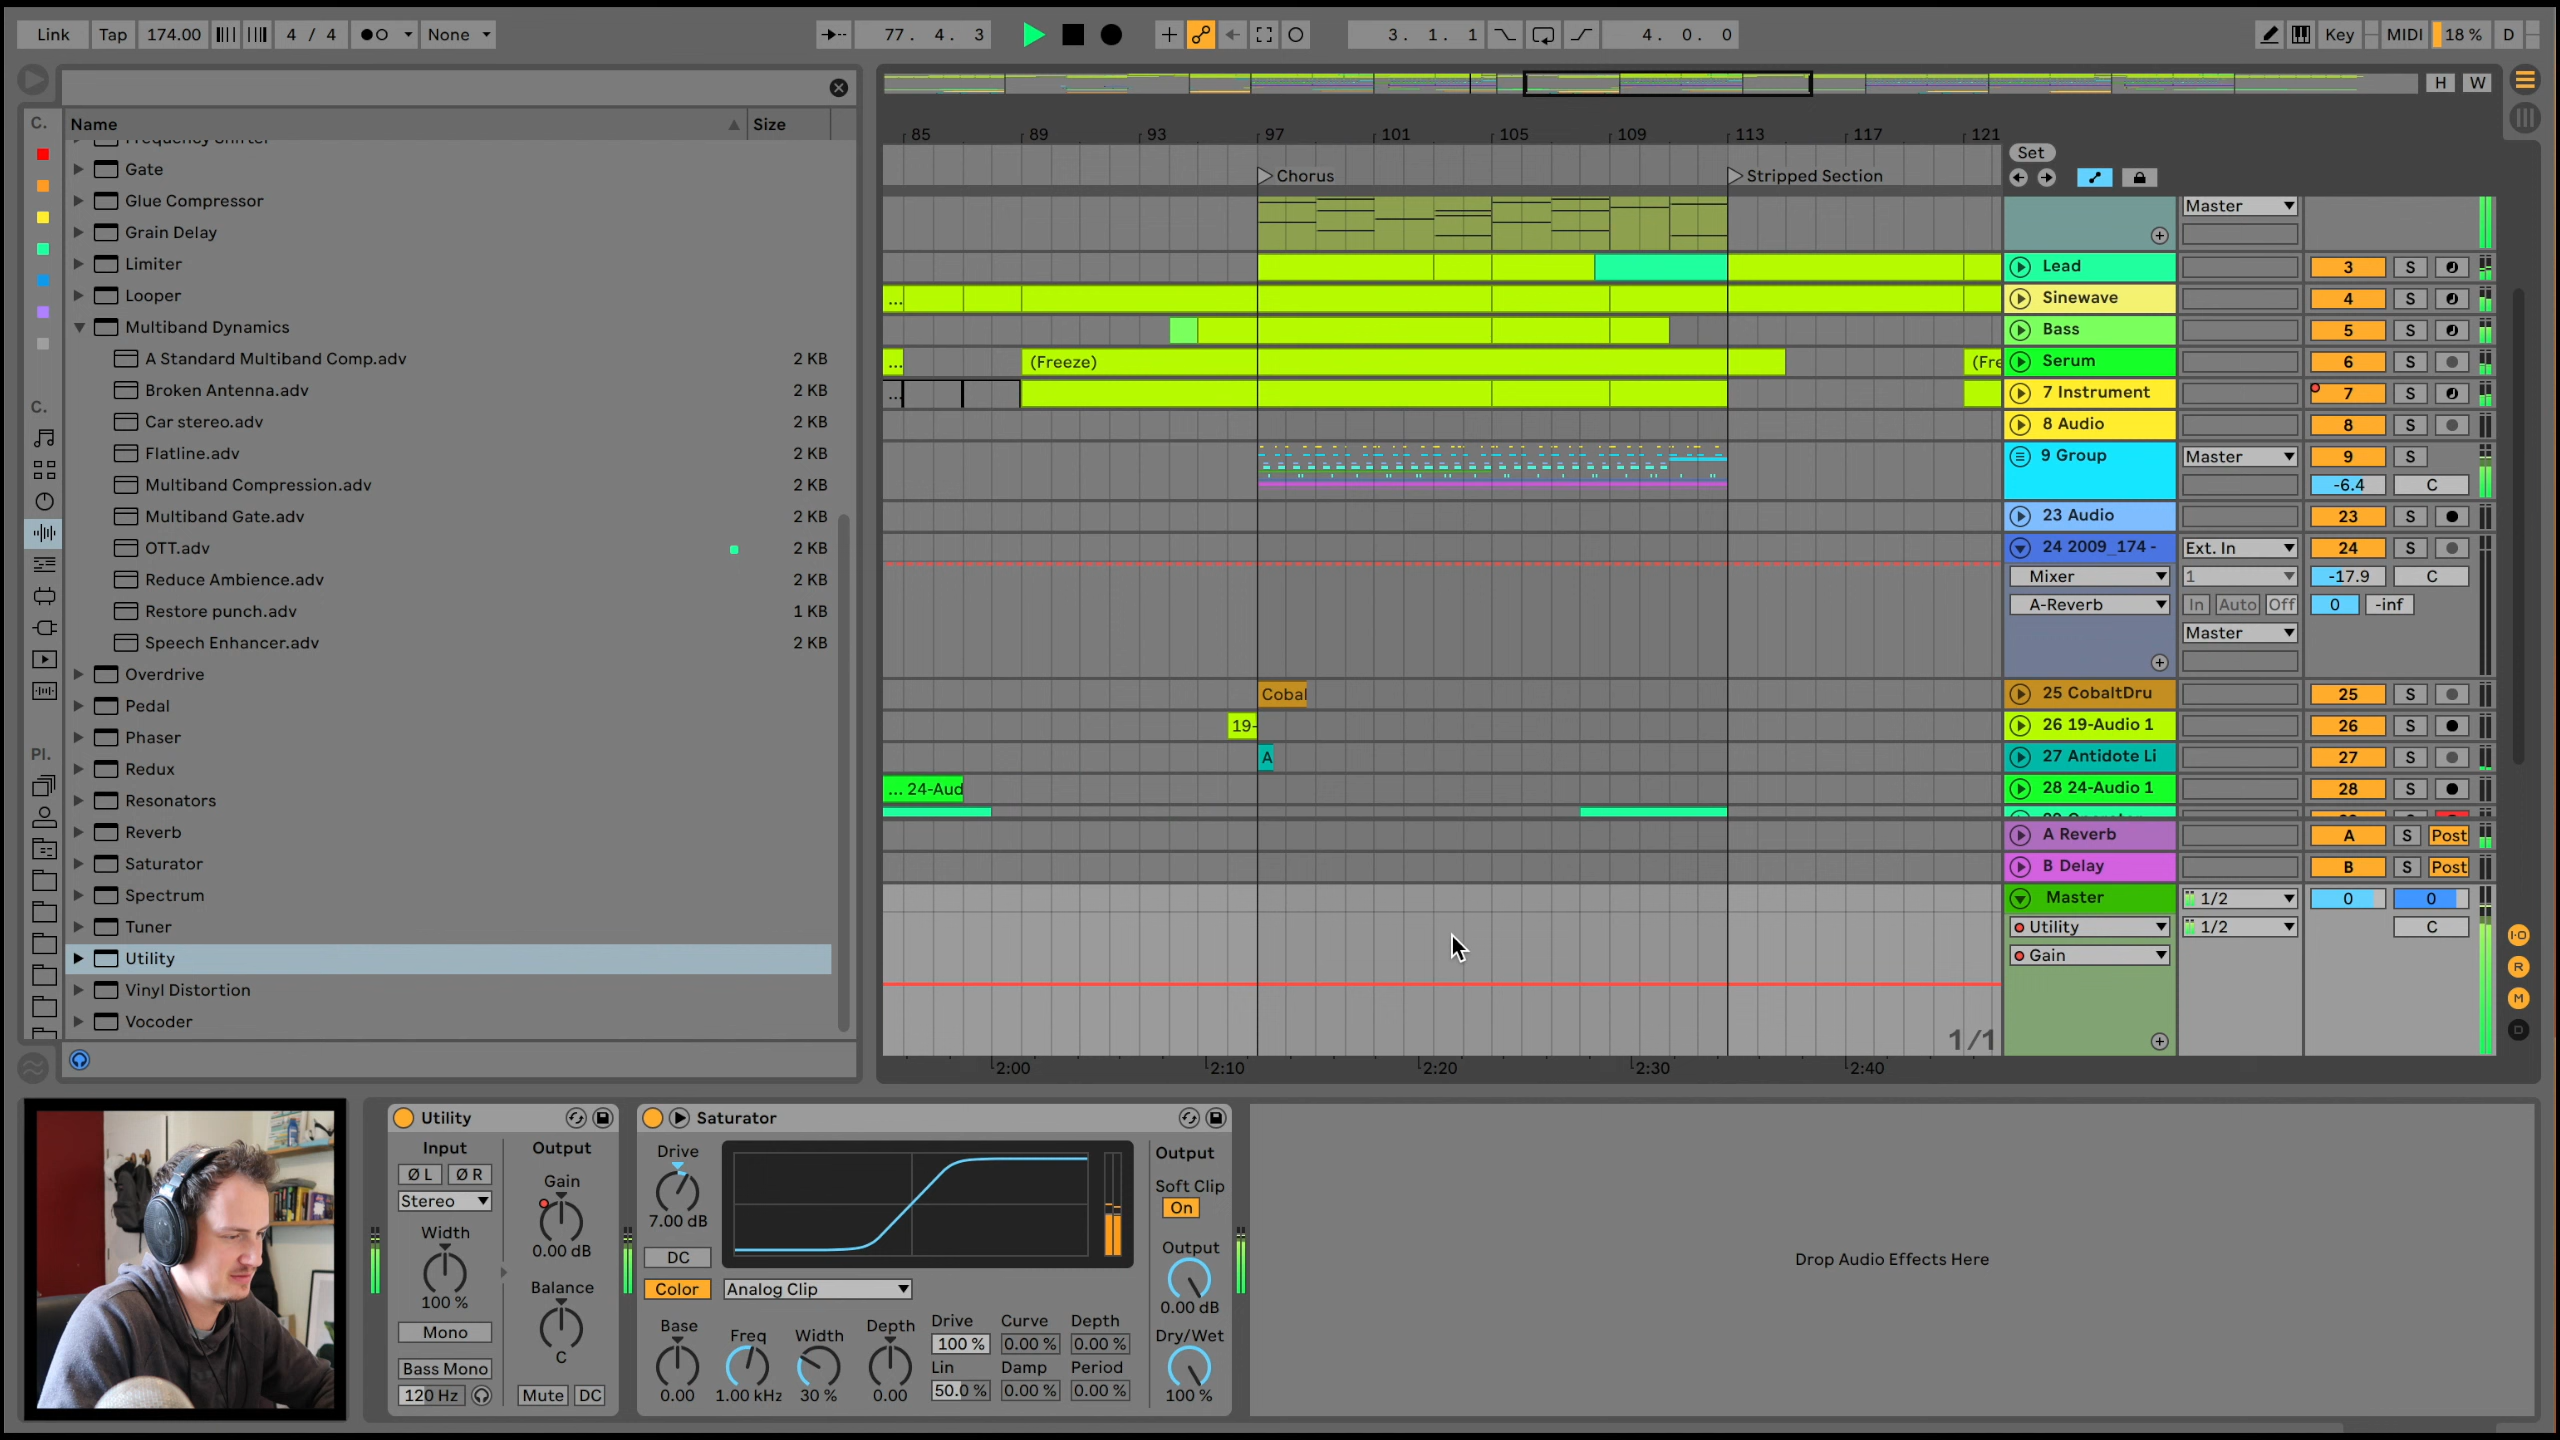 Link Tap 174.00 4 / 4 None 77. 4. 3 3. 1. 1 4. 0. 0 Key MIDI 18 % D
H W
C. Name Size
85 89 93 97 101 105 109 113 117 121
Gate
Set
Glue Compressor
Chorus Stripped Section
Grain Delay
Master
Limiter
Lead 3 S
Looper
Sinewave 4 S
Multiband Dynamics
Bass 5 S
A Standard Multiband Comp.adv 2 KB
... (Freeze) (Fre Serum 6 S
Broken Antenna.adv 2 KB
... 7 Instrument 7 S
C.
Car stereo.adv 2 KB
8 Audio 8 S
Flatline.adv 2 KB
9 Group Master 9 S
Multiband Compression.adv 2 KB
-6.4 C
Multiband Gate.adv 2 KB
23 Audio 23 S
OTT.adv 2 KB
24 2009_174 - Ext. In 24 S
Reduce Ambience.adv 2 KB
Mixer 1 -17.9 C
Restore punch.adv 1 KB
A-Reverb In Auto Off 0 -inf
Speech Enhancer.adv 2 KB
Master
Overdrive
Cobal 25 CobaltDru 25 S
Pedal
19- 26 19-Audio 1 26 S
Phaser
Pl.
A 27 Antidote Li 27 S
Redux
... 24-Aud 28 24-Audio 1 28 S
Resonators
Reverb
A Reverb A S Post
Saturator
B Delay B S Post
Spectrum
Master 1/2 0 0
Tuner
Utility 1/2 C
Utility
Gain
Vinyl Distortion
Vocoder
1/1
2:00 2:10 2:20 2:30 2:40
I·O
R
M
D
Utility
Input Output
Ø L Ø R
Stereo
Gain
0.00 dB
Width
100 %
Balance
C
Mono
Bass Mono
120 Hz Mute DC
Saturator
Drive
7.00 dB
DC
Color Analog Clip
Base Freq Width Depth
0.00 1.00 kHz 30 % 0.00
Drive Curve Depth
100 % 0.00 % 0.00 %
Lin Damp Period
50.0 % 0.00 % 0.00 %
Output
Soft Clip
On
Output
0.00 dB
Dry/Wet
100 %
Drop Audio Effects Here